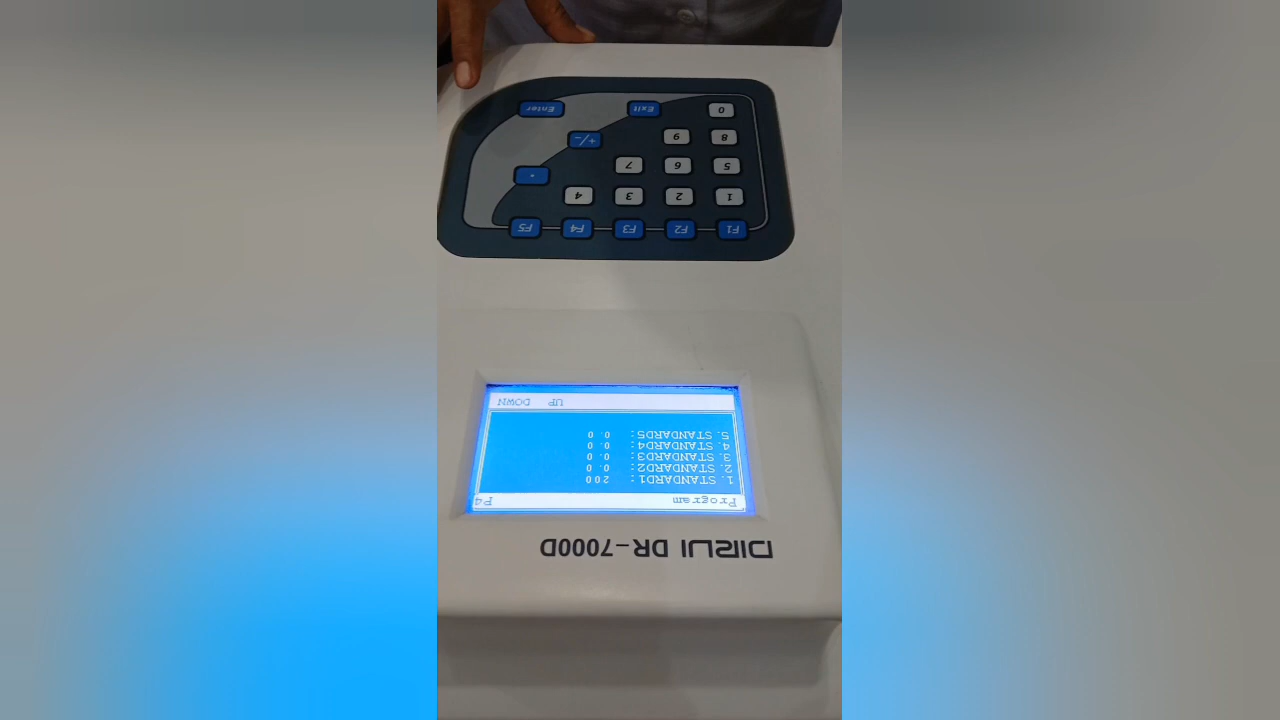 DIRUI DR-7000D
Program P4
1. STANDARD1: 200
2. STANDARD2: 0.0
3. STANDARD3: 0.0
4. STANDARD4: 0.0
5. STANDARD5: 0.0
UP DOWN
F1 F2 F3 F4 F5
1 2 3 4 .
5 6 7
8 9 +/-
0 Exit Enter